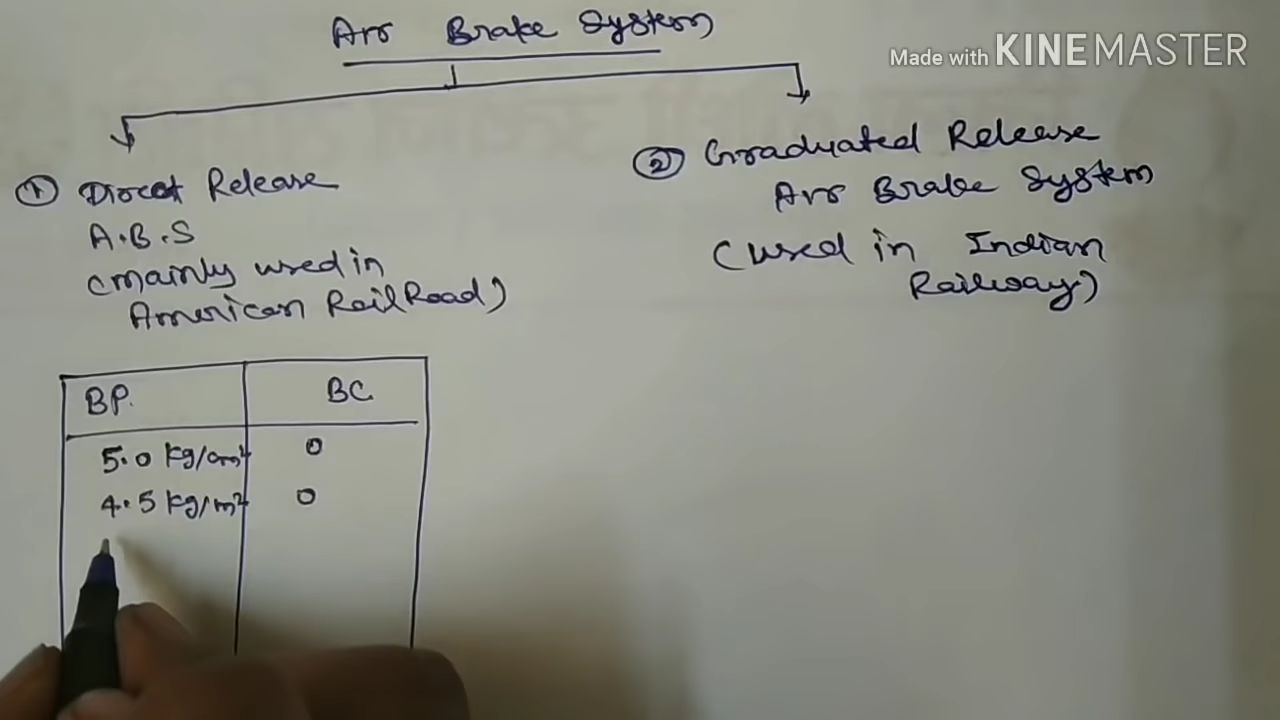 Air Brake System
Made with KINEMASTER
① Direct Release
A.B.S
(mainly used in
American RailRoad)
② Graduated Release
Air Brake System
(used in Indian
Railway)
BP. BC
5.0 kg/cm² 0
4.5 kg/m² 0